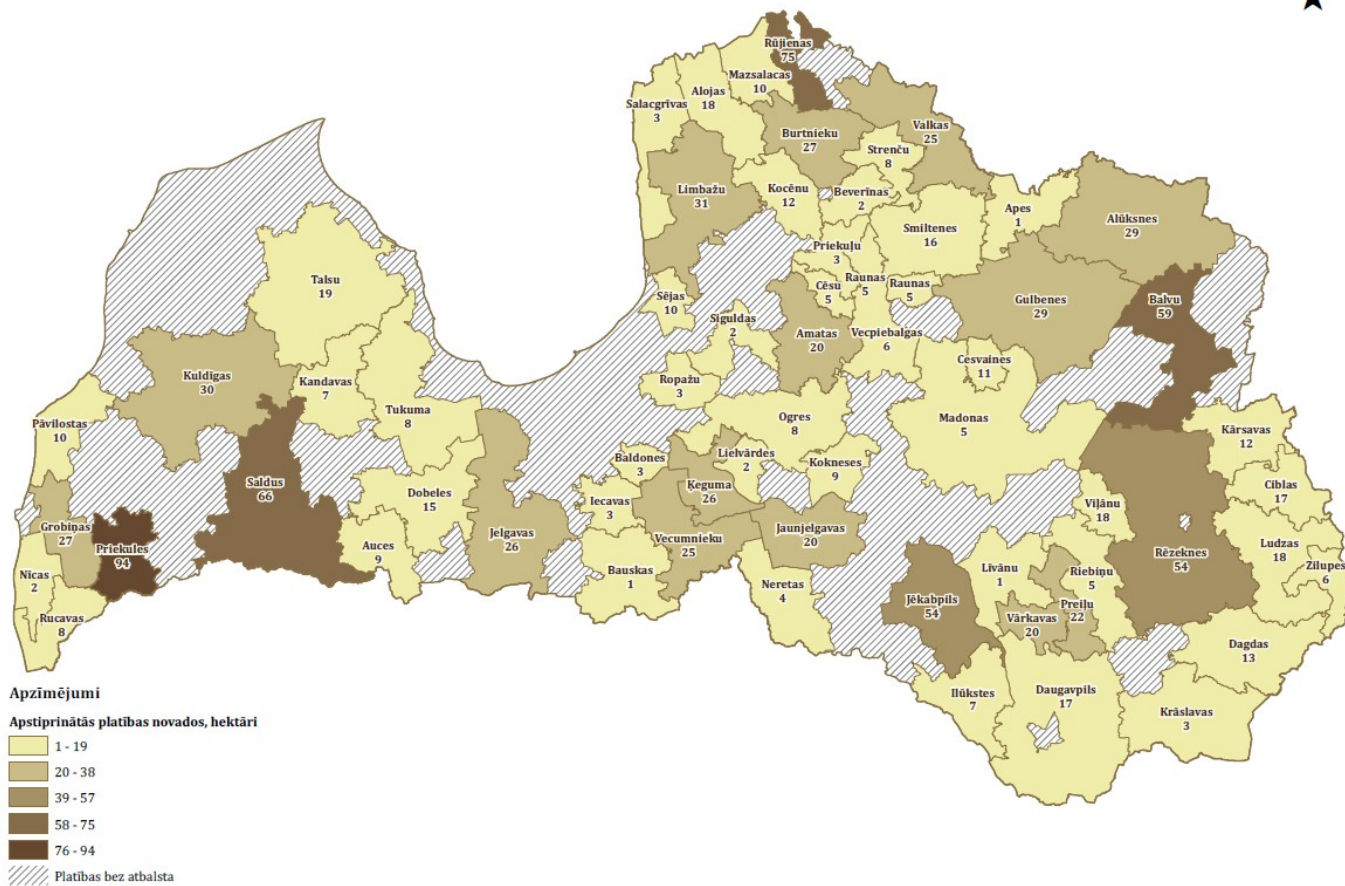 Rūjienas
75
Mazsalacas
10
Alojas
18
Salacgrīvas
3
Burtnieku
27
Valkas
25
Strenču
8
Limbažu
31
Kocēnu
12
Beverīnas
2
Apes
1
Alūksnes
29
Smiltenes
16
Priekuļu
3
Talsu
19
Raunas
5
Raunas
5
Cēsu
5
Gulbenes
29
Balvu
59
Sējas
10
Siguldas
2
Amatas
20
Vecpiebalgas
6
Cesvaines
11
Kuldīgas
30
Kandavas
7
Ropažu
3
Tukuma
8
Ogres
8
Madonas
5
Pāvilostas
10
Kārsavas
12
Baldones
3
Lielvārdes
2
Kokneses
9
Saldus
66
Dobeles
15
Iecavas
3
Ķeguma
26
Viļānu
18
Ciblas
17
Grobiņas
27
Priekules
94
Jelgavas
26
Vecumnieku
25
Jaunjelgavas
20
Rēzeknes
54
Ludzas
18
Auces
9
Zilupes
6
Nīcas
2
Bauskas
1
Neretas
4
Līvānu
1
Riebiņu
5
Jēkabpils
54
Preiļu
22
Rucavas
8
Vārkavas
20
Dagdas
13
Ilūkstes
7
Daugavpils
17
Krāslavas
3
Apzīmējumi
Apstiprinātās platības novados, hektāri
1 - 19
20 - 38
39 - 57
58 - 75
76 - 94
Platības bez atbalsta